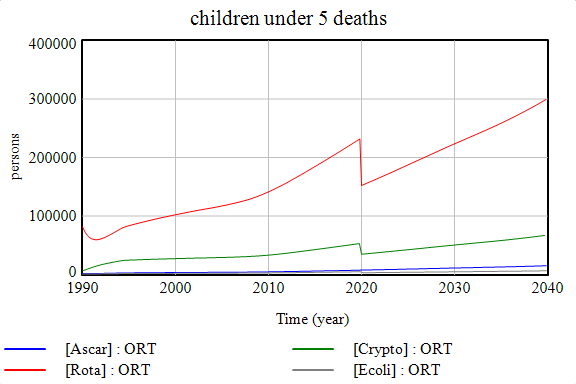 children under 5 deaths
400000
300000
200000
100000
0
persons
1990 2000 2010 2020 2030 2040
Time (year)
[Ascar] : ORT [Crypto] : ORT
[Rota] : ORT [Ecoli] : ORT